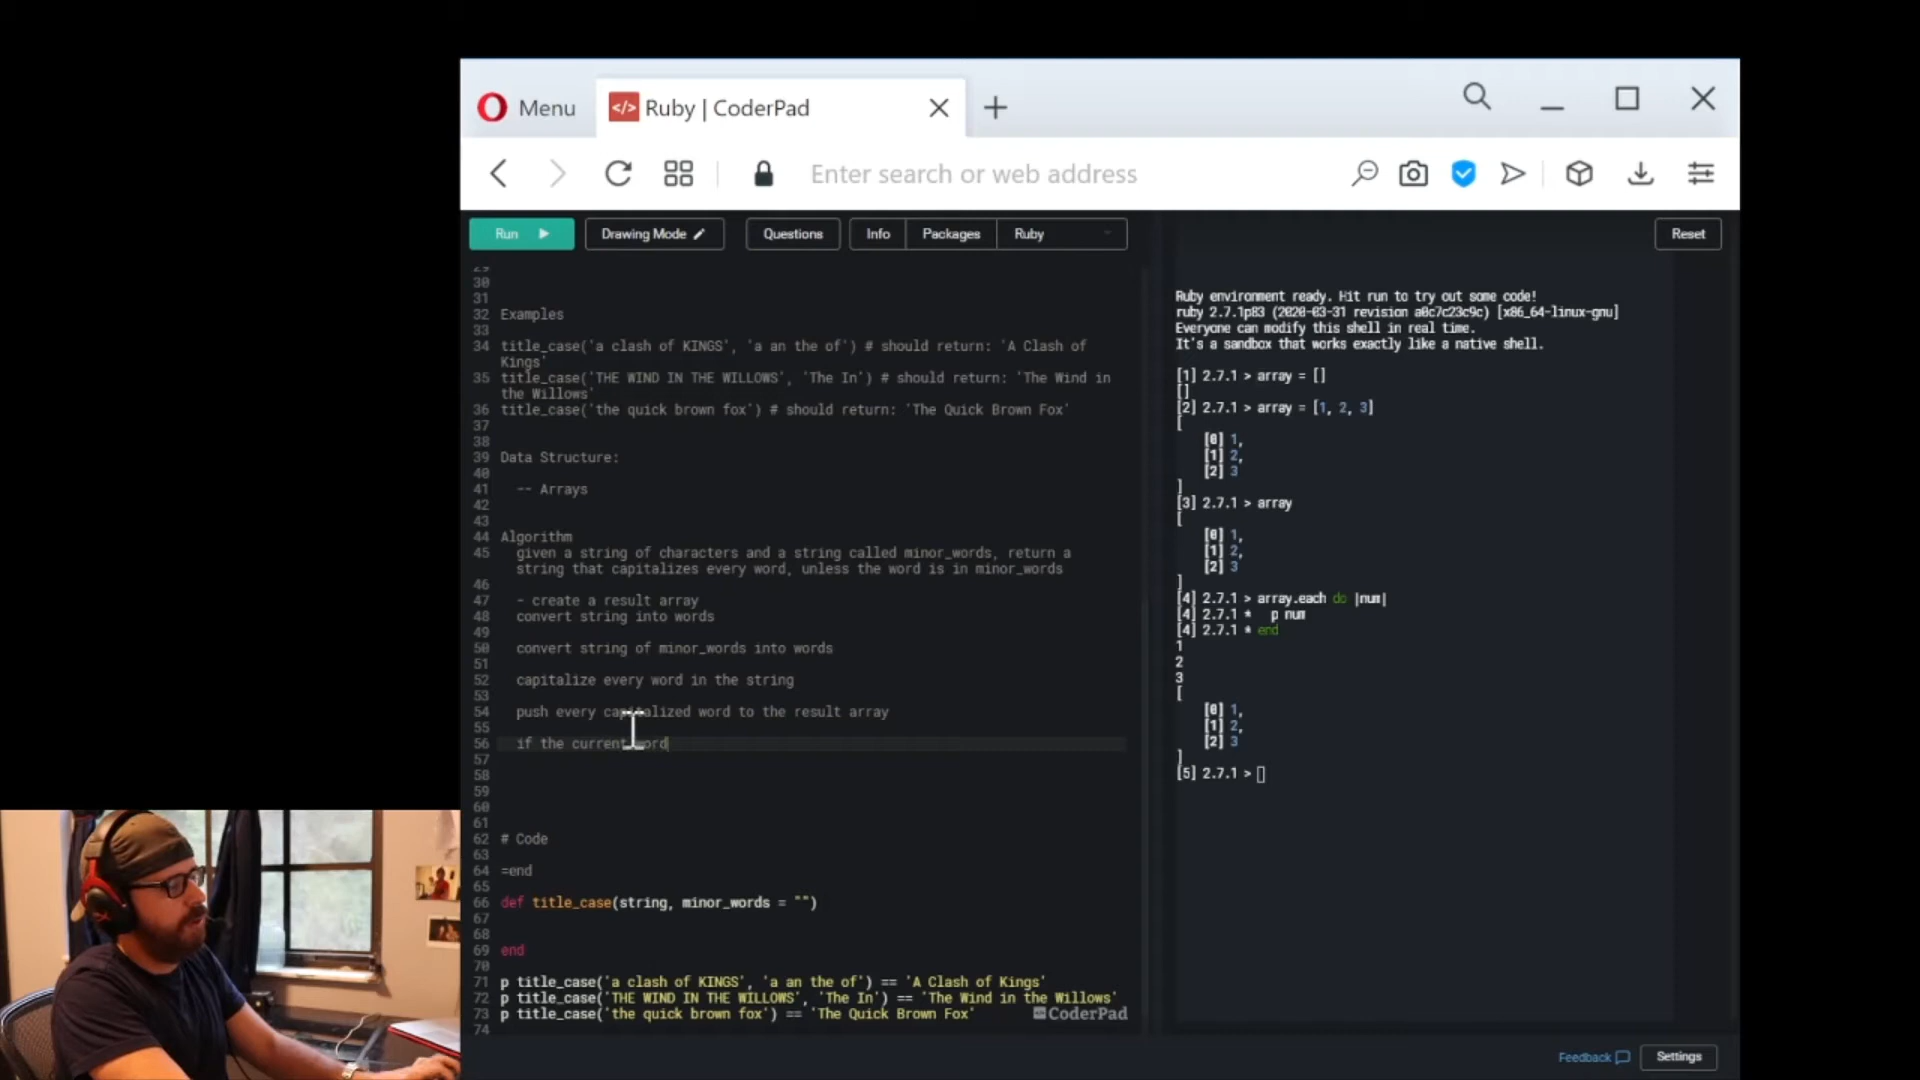 Menu
</> Ruby | CoderPad
Enter search or web address
Run
Drawing Mode
Questions
Info
Packages
Ruby
Reset
29
30
31
32 Examples
33
34 title_case('a clash of KINGS', 'a an the of') # should return: 'A Clash of
Kings'
35 title_case('THE WIND IN THE WILLOWS', 'The In') # should return: 'The Wind in
the Willows'
36 title_case('the quick brown fox') # should return: 'The Quick Brown Fox'
37
38
39 Data Structure:
40
41 -- Arrays
42
43
44 Algorithm
45 given a string of characters and a string called minor_words, return a
string that capitalizes every word, unless the word is in minor_words
46
47 - create a result array
48 convert string into words
49
50 convert string of minor_words into words
51
52 capitalize every word in the string
53
54 push every capitalized word to the result array
55
56 if the current word
57
58
59
60
61
62 # Code
63
64 =end
65
66 def title_case(string, minor_words = "")
67
68
69 end
70
71 p title_case('a clash of KINGS', 'a an the of') == 'A Clash of Kings'
72 p title_case('THE WIND IN THE WILLOWS', 'The In') == 'The Wind in the Willows'
73 p title_case('the quick brown fox') == 'The Quick Brown Fox'
74
CoderPad
Ruby environment ready. Hit run to try out some code!
ruby 2.7.1p83 (2020-03-31 revision a0c7c23c9c) [x86_64-linux-gnu]
Everyone can modify this shell in real time.
It's a sandbox that works exactly like a native shell.
[1] 2.7.1 > array = []
[]
[2] 2.7.1 > array = [1, 2, 3]
[
[0] 1,
[1] 2,
[2] 3
]
[3] 2.7.1 > array
[
[0] 1,
[1] 2,
[2] 3
]
[4] 2.7.1 > array.each do |num|
[4] 2.7.1 * p num
[4] 2.7.1 * end
1
2
3
[
[0] 1,
[1] 2,
[2] 3
]
[5] 2.7.1 >
Feedback
Settings